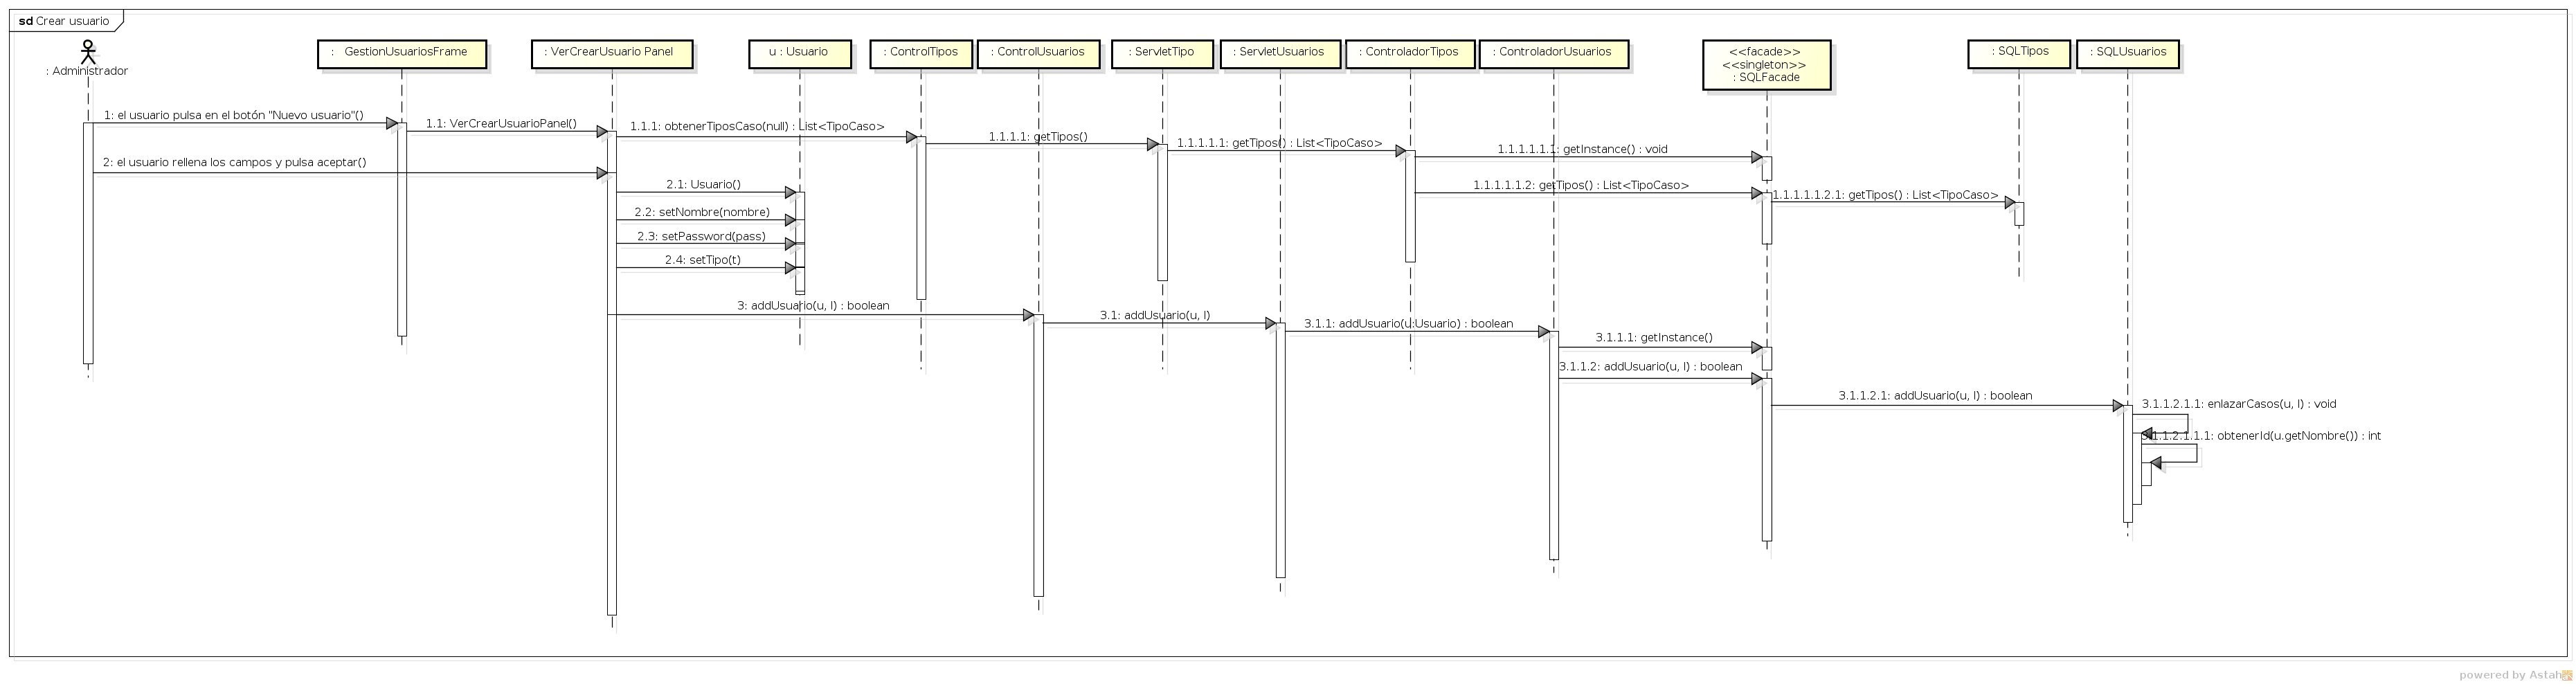 sd Crear usuario
: Administrador
: GestionUsuariosFrame
: VerCrearUsuario Panel
u : Usuario
: ControlTipos
: ControlUsuarios
: ServletTipo
: ServletUsuarios
: ControladorTipos
: ControladorUsuarios
<<facade>>
<<singleton>>
: SQLFacade
: SQLTipos
: SQLUsuarios
1: el usuario pulsa en el botón "Nuevo usuario"()
1.1: VerCrearUsuarioPanel()
1.1.1: obtenerTiposCaso(null) : List<TipoCaso>
1.1.1.1: getTipos()
1.1.1.1.1: getTipos() : List<TipoCaso>
1.1.1.1.1.1: getInstance() : void
2: el usuario rellena los campos y pulsa aceptar()
2.1: Usuario()
1.1.1.1.1.2: getTipos() : List<TipoCaso>
1.1.1.1.1.2.1: getTipos() : List<TipoCaso>
2.2: setNombre(nombre)
2.3: setPassword(pass)
2.4: setTipo(t)
3: addUsuario(u, l) : boolean
3.1: addUsuario(u, l)
3.1.1: addUsuario(u:Usuario) : boolean
3.1.1.1: getInstance()
3.1.1.2: addUsuario(u, l) : boolean
3.1.1.2.1: addUsuario(u, l) : boolean
3.1.1.2.1.1: enlazarCasos(u, l) : void
3.1.1.2.1.1.1: obtenerId(u.getNombre()) : int
powered by Astah